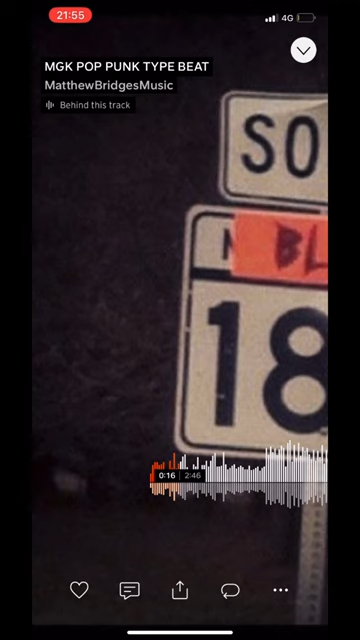 21:55
4G
MGK POP PUNK TYPE BEAT
MatthewBridgesMusic
Behind this track
SO
BL
18
0:16 2:46